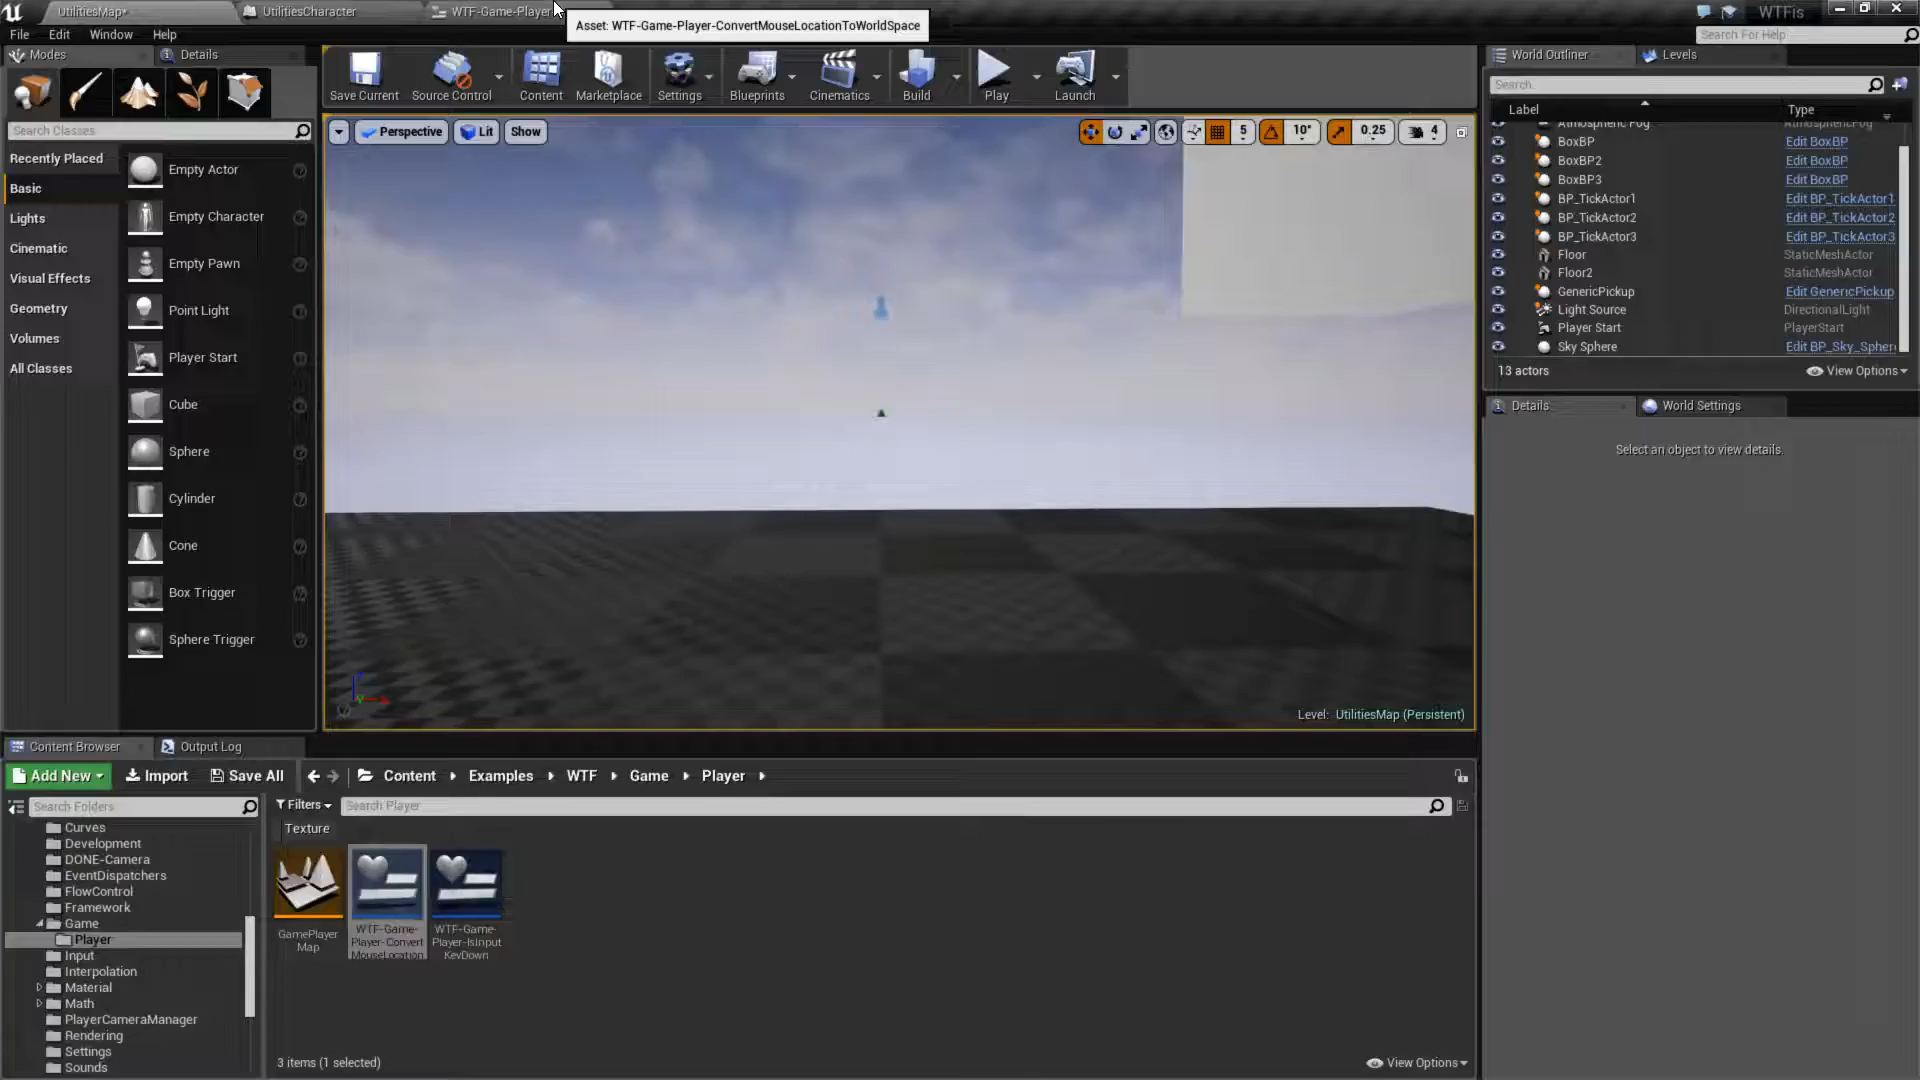 UtilitiesMap*
UtilitiesCharacter
WTF-Game-Player
Asset: WTF-Game-Player-ConvertMouseLocationToWorldSpace
WTFis
File Edit Window Help
Search For Help
Modes
Details
Save Current
Source Control
Content
Marketplace
Settings
Blueprints
Cinematics
Build
Play
Launch
Search Classes
Recently Placed
Basic
Lights
Cinematic
Visual Effects
Geometry
Volumes
All Classes
Empty Actor
Empty Character
Empty Pawn
Point Light
Player Start
Cube
Sphere
Cylinder
Cone
Box Trigger
Sphere Trigger
Perspective
Lit
Show
5
10°
0.25
4
Level: UtilitiesMap (Persistent)
World Outliner
Levels
Search
Label Type
Atmospheric Fog AtmosphericFog
BoxBP Edit BoxBP
BoxBP2 Edit BoxBP
BoxBP3 Edit BoxBP
BP_TickActor1 Edit BP_TickActor1
BP_TickActor2 Edit BP_TickActor2
BP_TickActor3 Edit BP_TickActor3
Floor StaticMeshActor
Floor2 StaticMeshActor
GenericPickup Edit GenericPickup
Light Source DirectionalLight
Player Start PlayerStart
Sky Sphere Edit BP_Sky_Spher
13 actors
View Options
Details
World Settings
Select an object to view details.
Content Browser
Output Log
Add New
Import
Save All
Content Examples WTF Game Player
Search Folders
Filters
Search Player
Texture
Curves
Development
DONE-Camera
EventDispatchers
FlowControl
Framework
Game
Player
Input
Interpolation
Material
Math
PlayerCameraManager
Rendering
Settings
Sounds
GamePlayer
Map
WTF-Game-
Player-Convert
MouseLocation
WTF-Game-
Player-IsInput
KeyDown
3 items (1 selected)
View Options